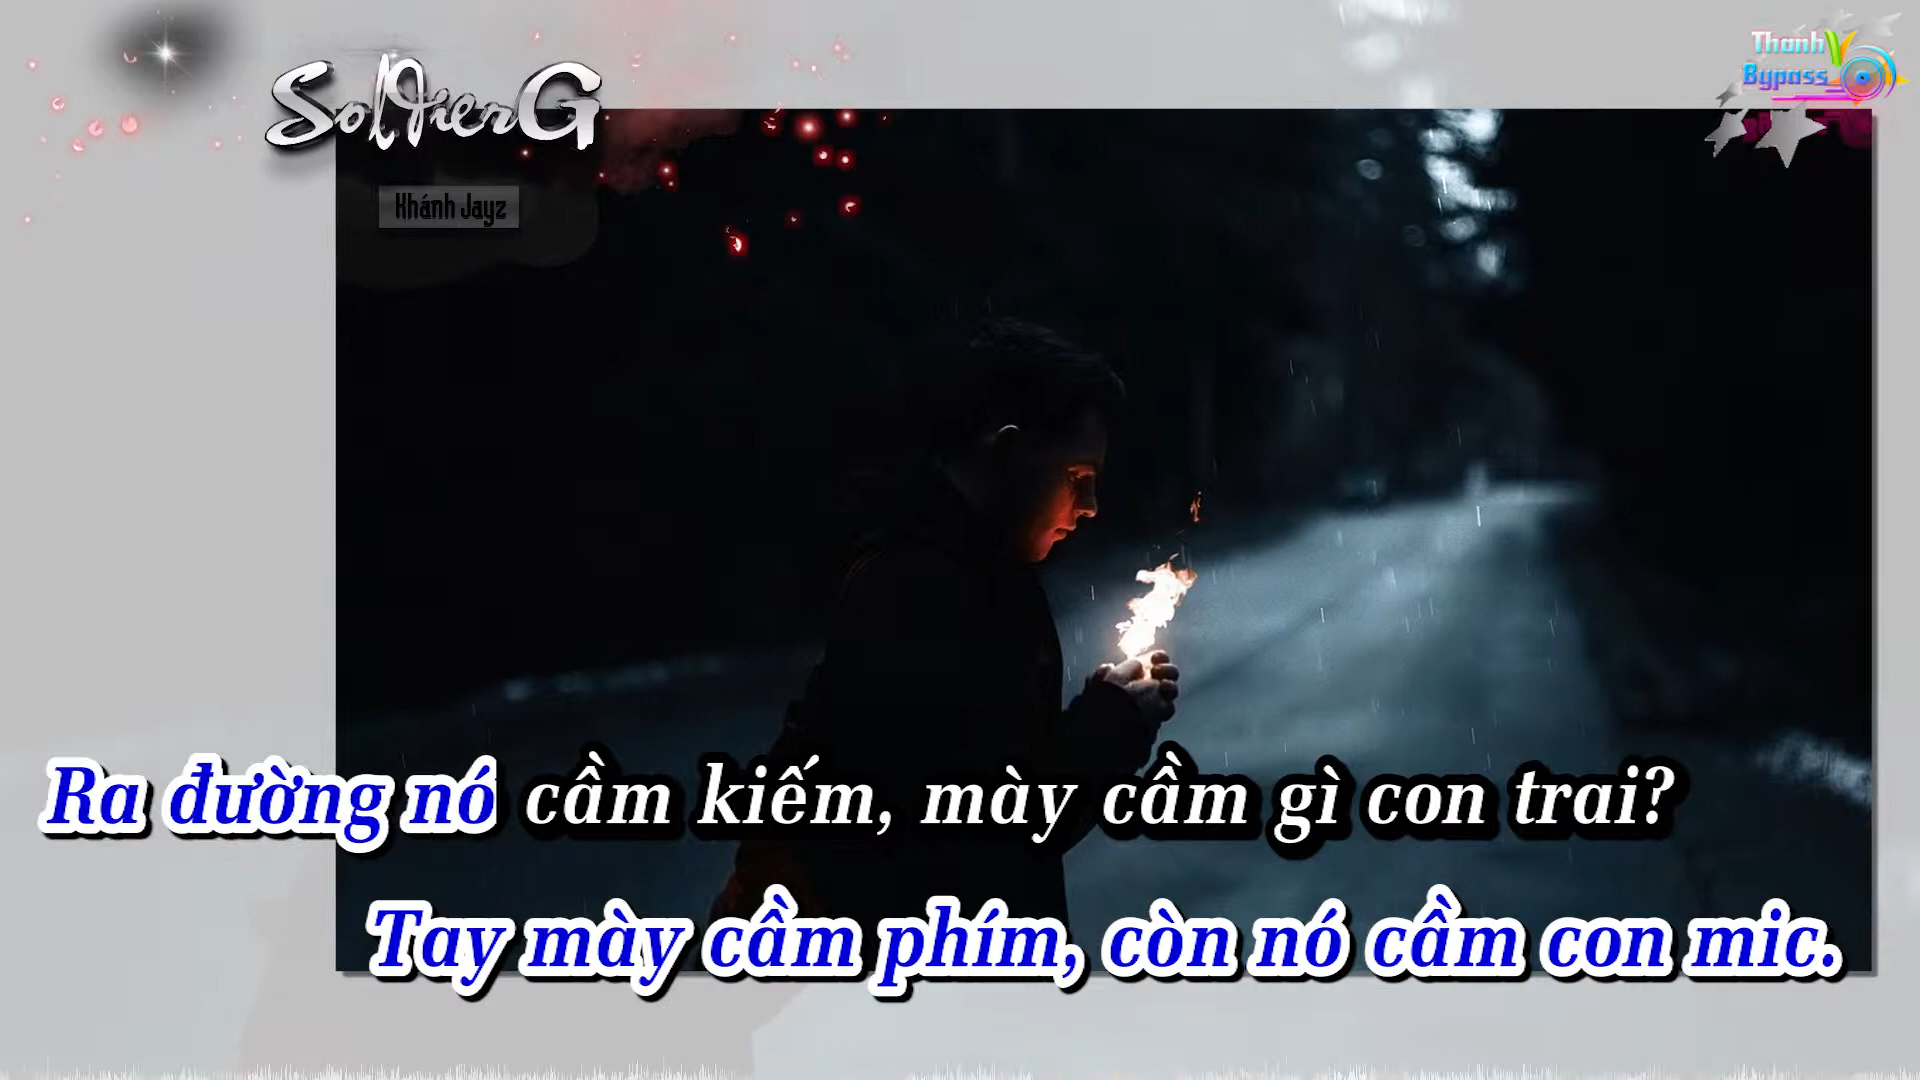 SolDierG
Khánh Jayz
Thanh V
Bypass
Ra đường nó cầm kiếm, mày cầm gì con trai?
Tay mày cầm phím, còn nó cầm con mic.